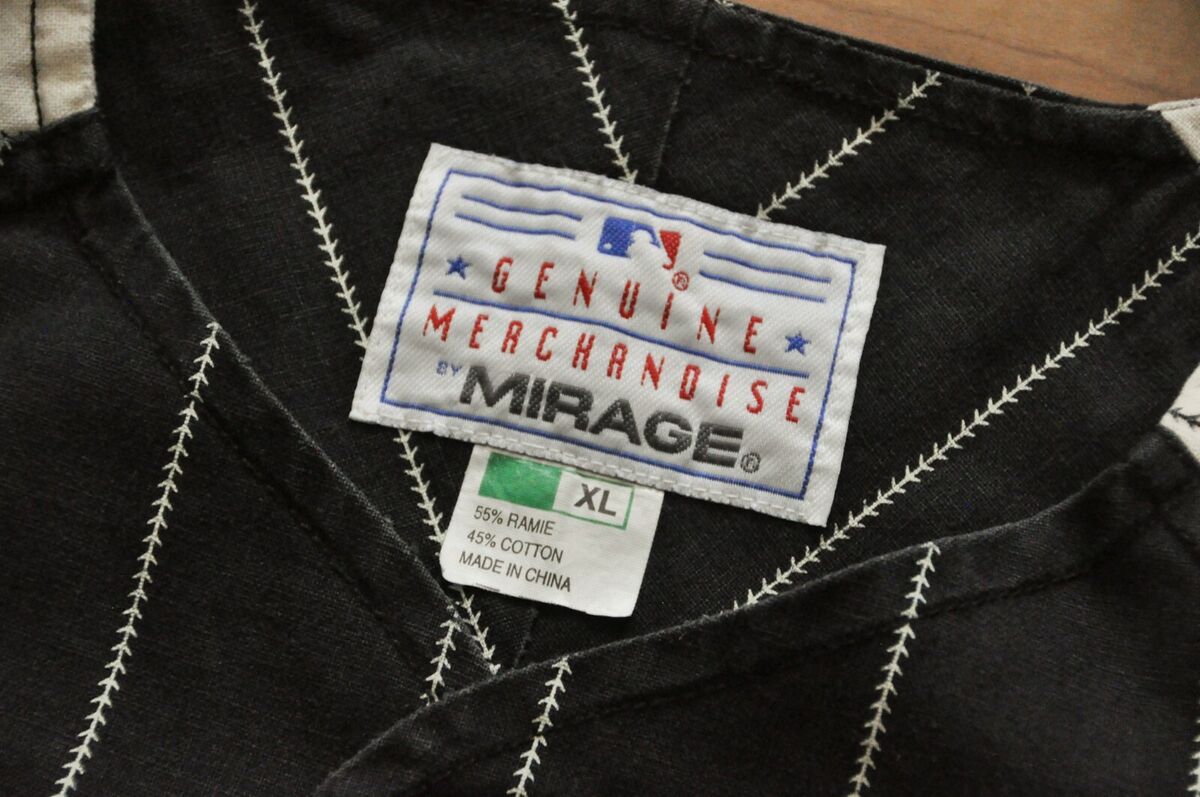 GENUINE
®
MERCHANDISE
BY MIRAGE®
XL
55% RAMIE
45% COTTON
MADE IN CHINA